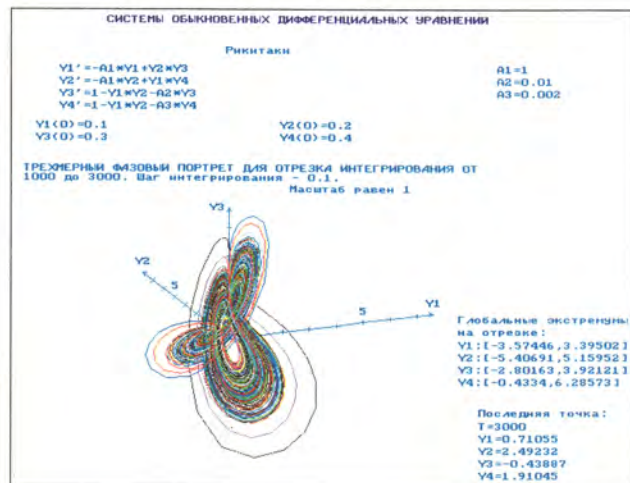 СИСТЕМЫ ОБЫКНОВЕННЫХ ДИФФЕРЕНЦИАЛЬНЫХ УРАВНЕНИЙ
Рикитаки
Y1'=-A1*Y1+Y2*Y3
Y2'=-A1*Y2+Y1*Y4
Y3'=1-Y1*Y2-A2*Y3
Y4'=1-Y1*Y2-A3*Y4
A1=1
A2=0.01
A3=0.002
Y1(0)=0.1 Y2(0)=0.2
Y3(0)=0.3 Y4(0)=0.4
ТРЕХМЕРНЫЙ ФАЗОВЫЙ ПОРТРЕТ ДЛЯ ОТРЕЗКА ИНТЕГРИРОВАНИЯ ОТ
1000 до 3000. Шаг интегрирования - 0.1.
Масштаб равен 1
Y3
Y2
5
5
Y1
Глобальные экстремумы
на отрезке:
Y1:[-3.57446,3.39502]
Y2:[-5.40691,5.15952]
Y3:[-2.80163,3.92121]
Y4:[-0.4334,6.28573]
Последняя точка:
T=3000
Y1=0.71055
Y2=2.49232
Y3=-0.43887
Y4=1.91045